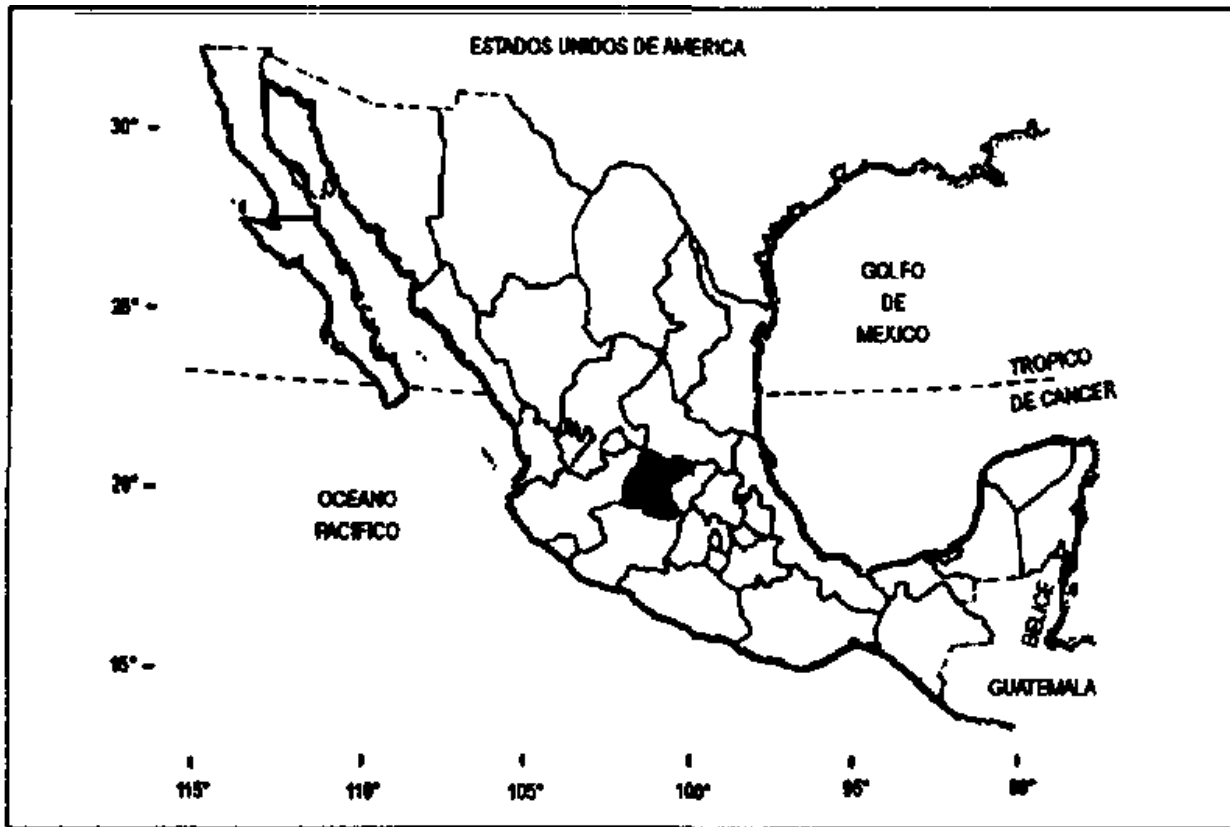 ESTADOS UNIDOS DE AMERICA
30°
GOLFO
DE
MEXICO
25°
TROPICO
DE CANCER
20°
OCEANO
PACIFICO
BELICE
15°
GUATEMALA
115°
110°
105°
100°
95°
90°